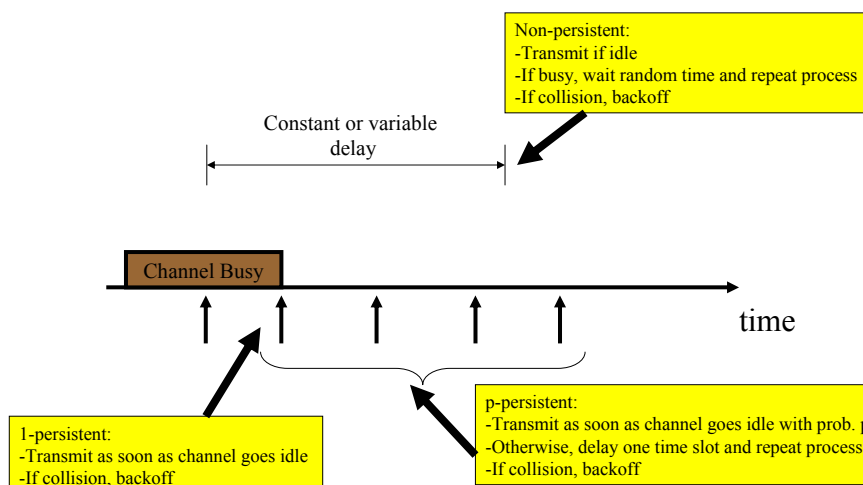 Non-persistent:
-Transmit if idle
-If busy, wait random time and repeat process
-If collision, backoff
Constant or variable
delay
Channel Busy
time
1-persistent:
-Transmit as soon as channel goes idle
-If collision, backoff
p-persistent:
-Transmit as soon as channel goes idle with prob. p
-Otherwise, delay one time slot and repeat process
-If collision, backoff